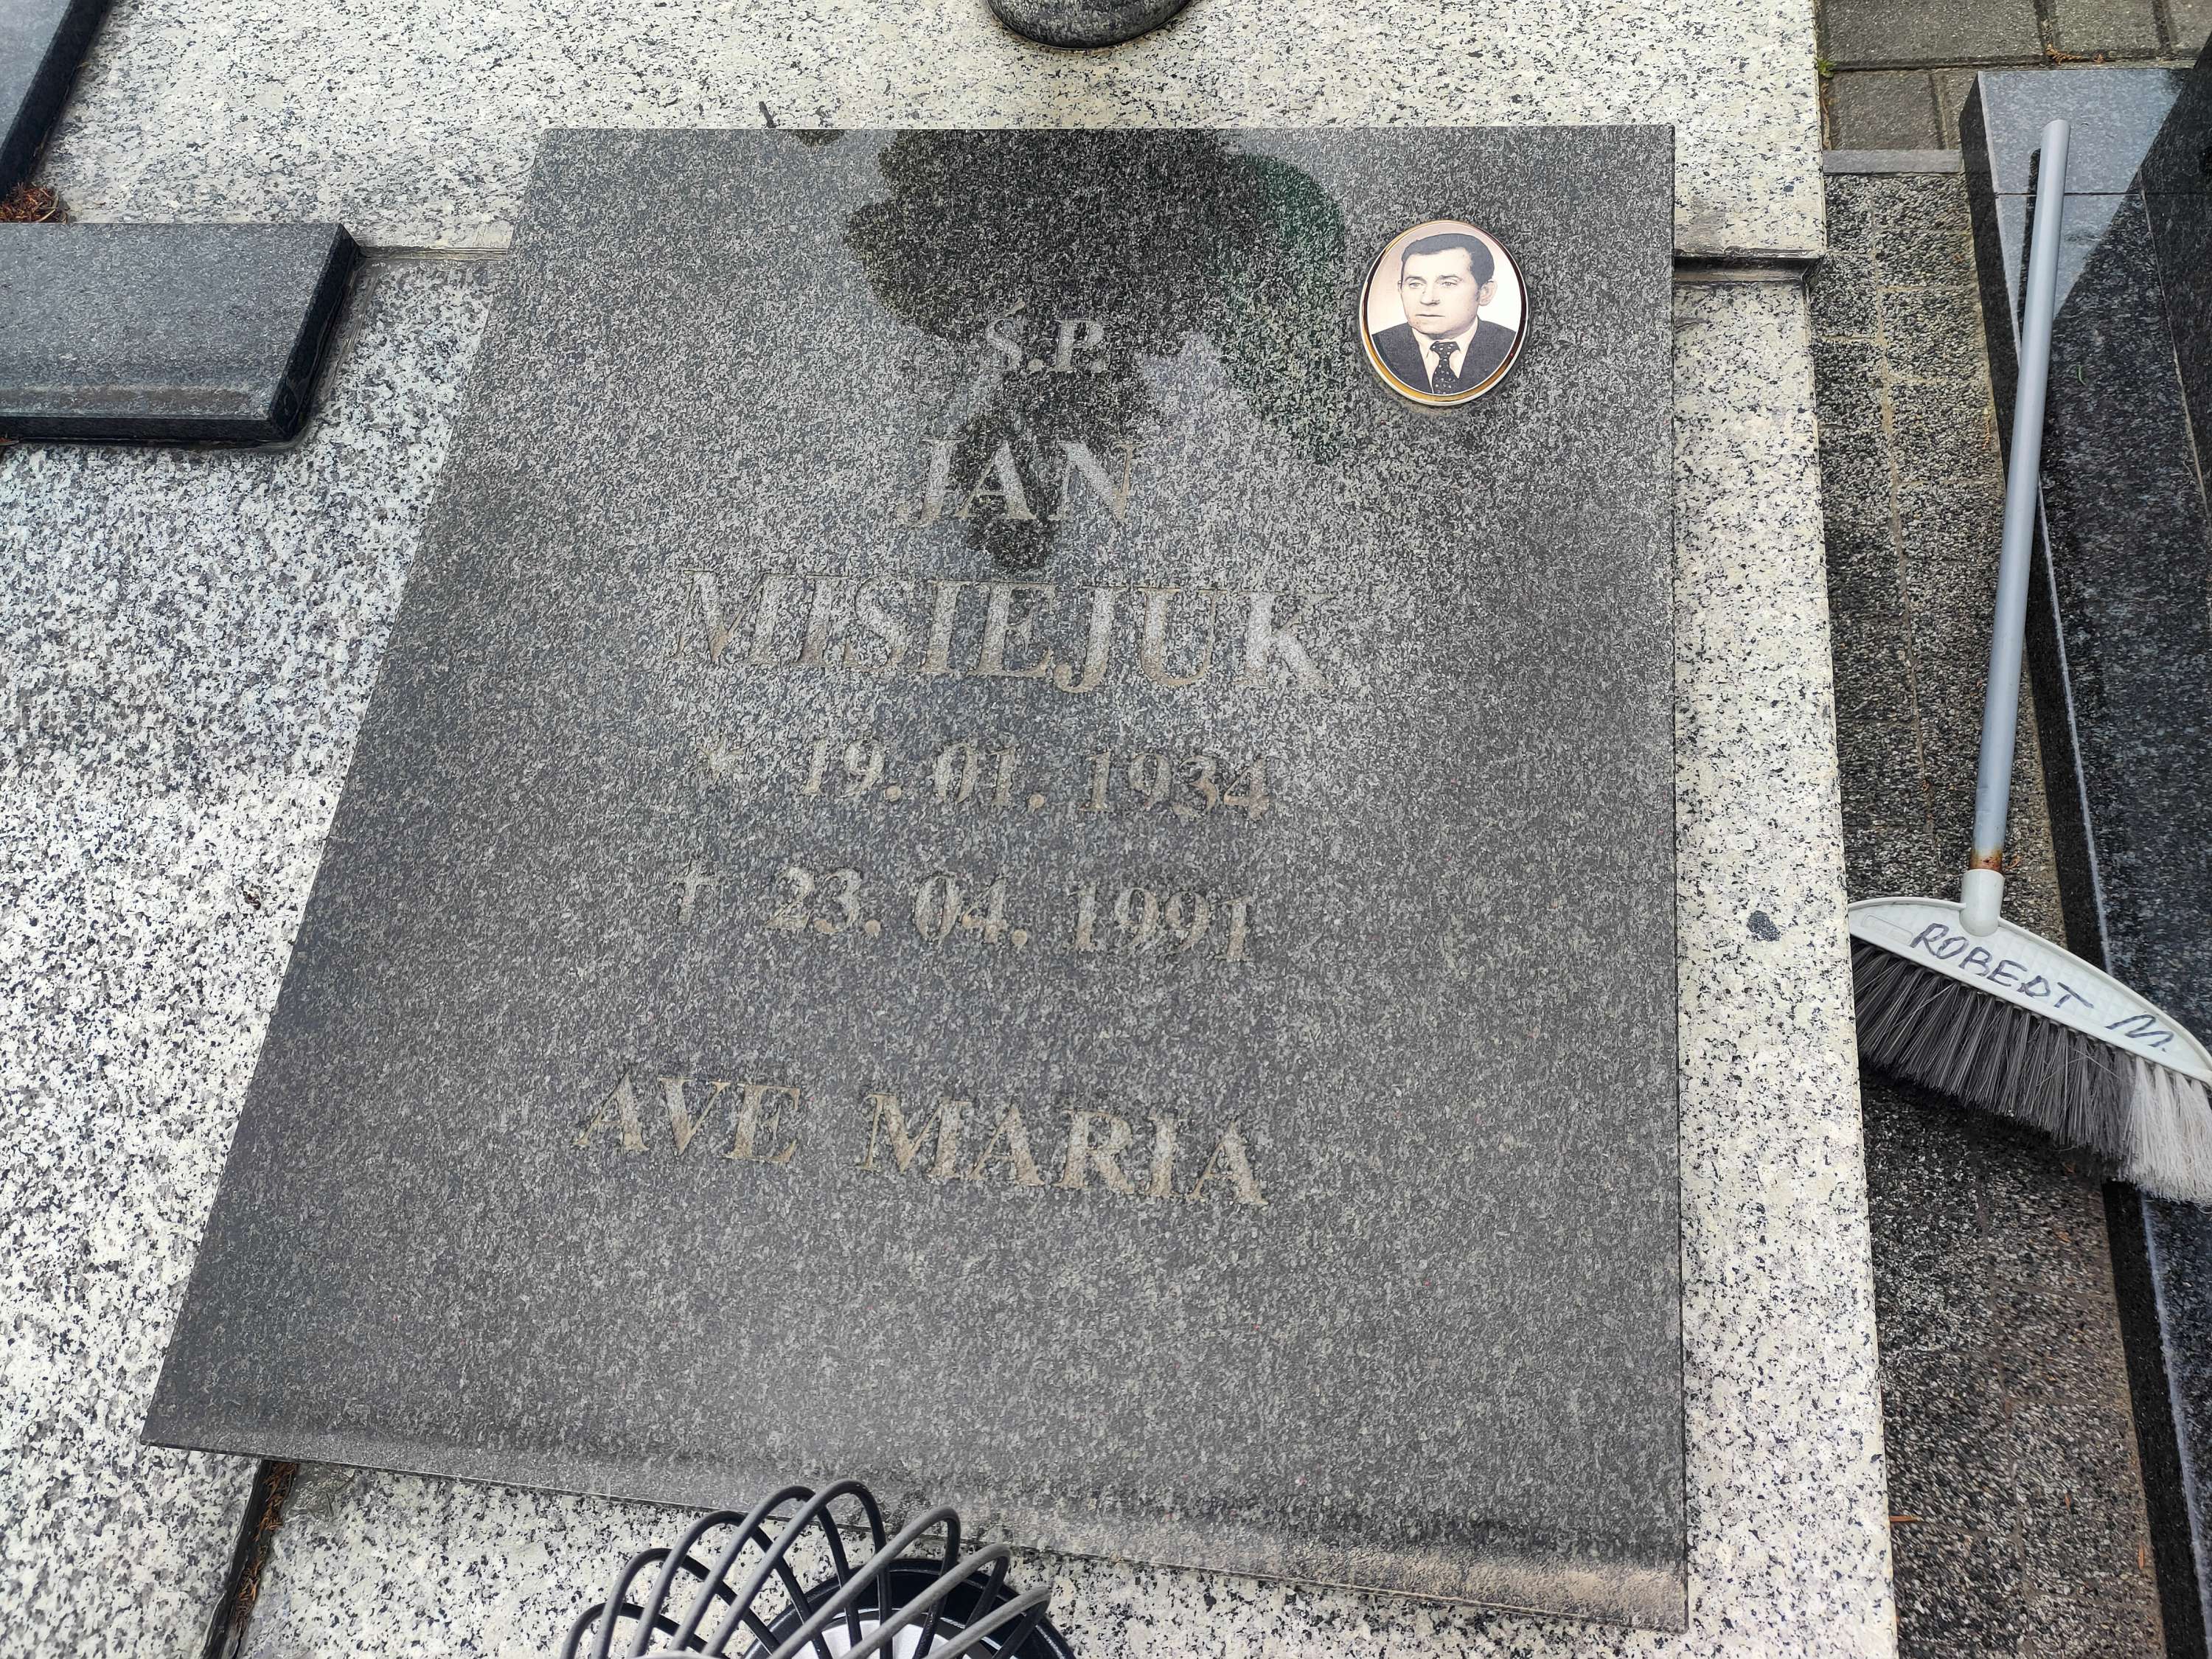 Ś.P.
JAN
MISIEJUK
* 19. 01. 1934
† 23. 04. 1991
AVE MARIA
ROBERT M.